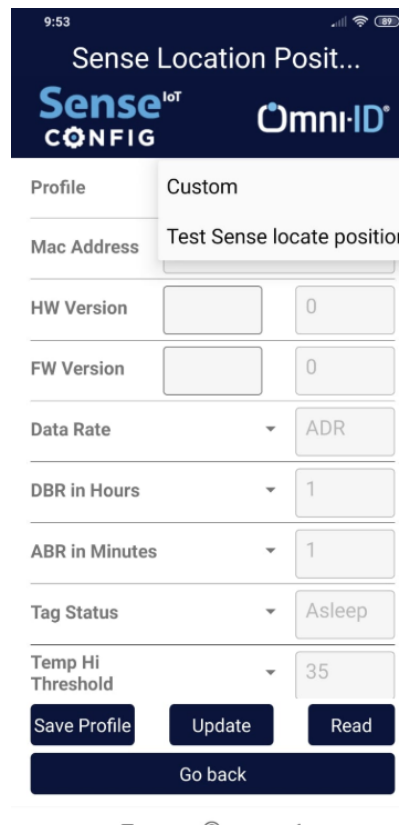 9:53
89
Sense Location Posit...
Sense IoT
CONFIG
Omni-ID®
Profile
Custom
Test Sense locate position
Mac Address
HW Version 0
FW Version 0
Data Rate ADR
DBR in Hours 1
ABR in Minutes 1
Tag Status Asleep
Temp Hi
Threshold 35
Save Profile Update Read
Go back